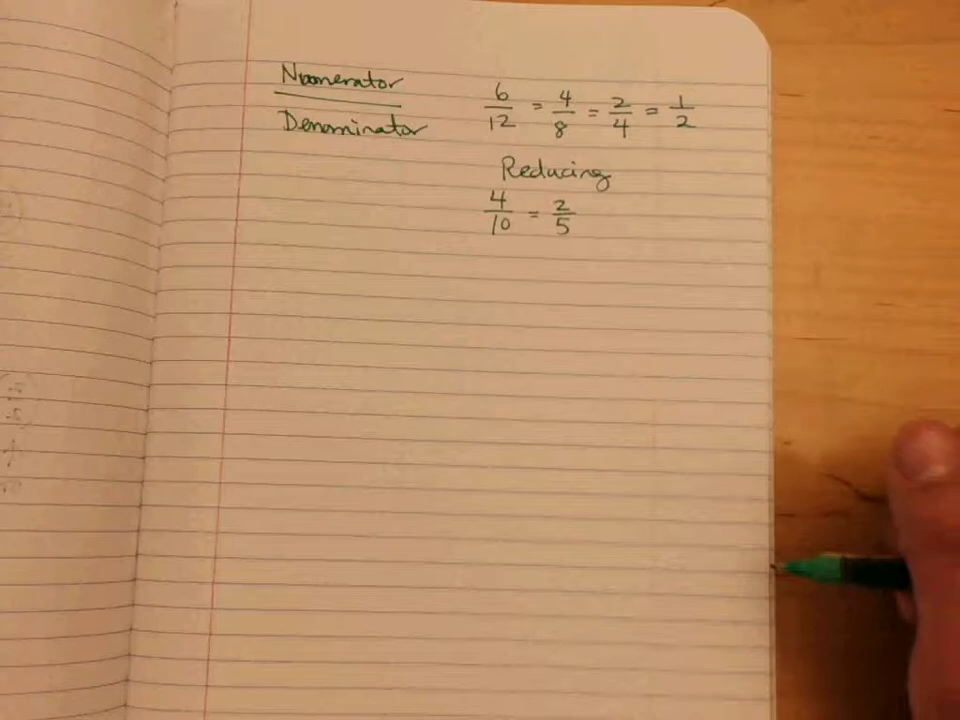 Numerator
Denominator
6/12 = 4/8 = 2/4 = 1/2
Reducing
4/10 = 2/5